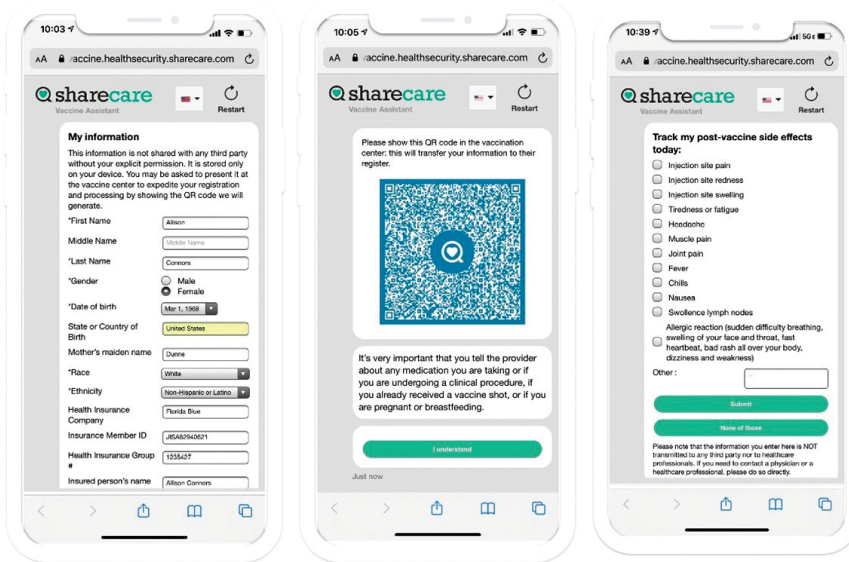 10:03
AA /accine.healthsecurity.sharecare.com
sharecare
Vaccine Assistant
Restart
My information
This information is not shared with any third party
without your explicit permission. It is stored only
on your device. You may be asked to present it at
the vaccine center to expedite your registration
and processing by showing the QR code we will
generate.
*First Name Allison
Middle Name Middle Name
*Last Name Connors
*Gender Male
Female
*Date of birth Mar 1, 1968
State or Country of
Birth United States
Mother's maiden name Dunne
*Race White
*Ethnicity Non-Hispanic or Latino
Health Insurance
Company Florida Blue
Insurance Member ID JISA62940621
Health Insurance Group
# 1235427
Insured person's name Allison Connors
10:05
AA /accine.healthsecurity.sharecare.com
sharecare
Vaccine Assistant
Restart
Please show this QR code in the vaccination
center: this will transfer your information to their
register.
It's very important that you tell the provider
about any medication you are taking or if
you are undergoing a clinical procedure, if
you already received a vaccine shot, or if you
are pregnant or breastfeeding.
I understand
Just now
10:39
5G
AA /accine.healthsecurity.sharecare.com
sharecare
Vaccine Assistant
Restart
Track my post-vaccine side effects
today:
Injection site pain
Injection site redness
Injection site swelling
Tiredness or fatigue
Headache
Muscle pain
Joint pain
Fever
Chills
Nausea
Swollence lymph nodes
Allergic reaction (sudden difficulty breathing,
swelling of your face and throat, fast
heartbeat, bad rash all over your body,
dizziness and weakness)
Other : ...
Submit
None of those
Please note that the information you enter here is NOT
transmitted to any third party nor to healthcare
professionals. If you need to contact a physician or a
healthcare professional, please do so directly.